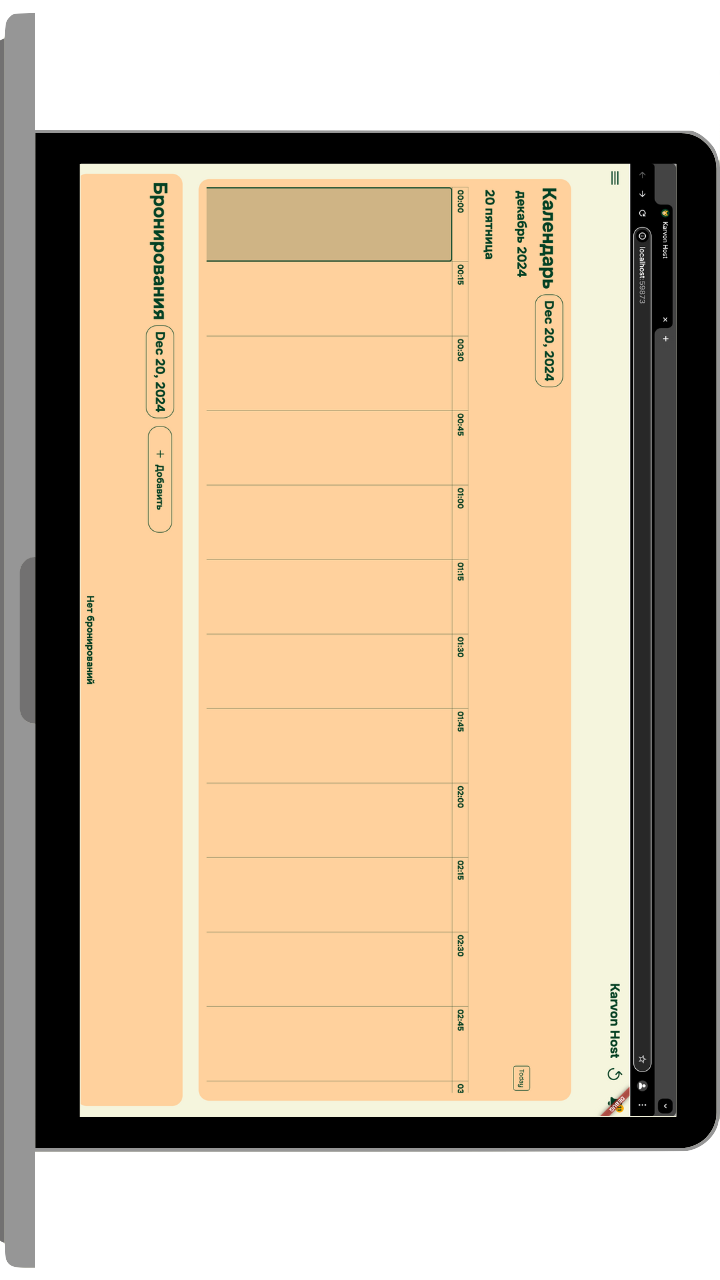 Karvon Host
localhost:59873
Karvon Host
Календарь
Dec 20, 2024
декабрь 2024
Today
20 пятница
00:00
00:15
00:30
00:45
01:00
01:15
01:30
01:45
02:00
02:15
02:30
02:45
03
Бронирования
Dec 20, 2024
+ Добавить
Нет бронирований